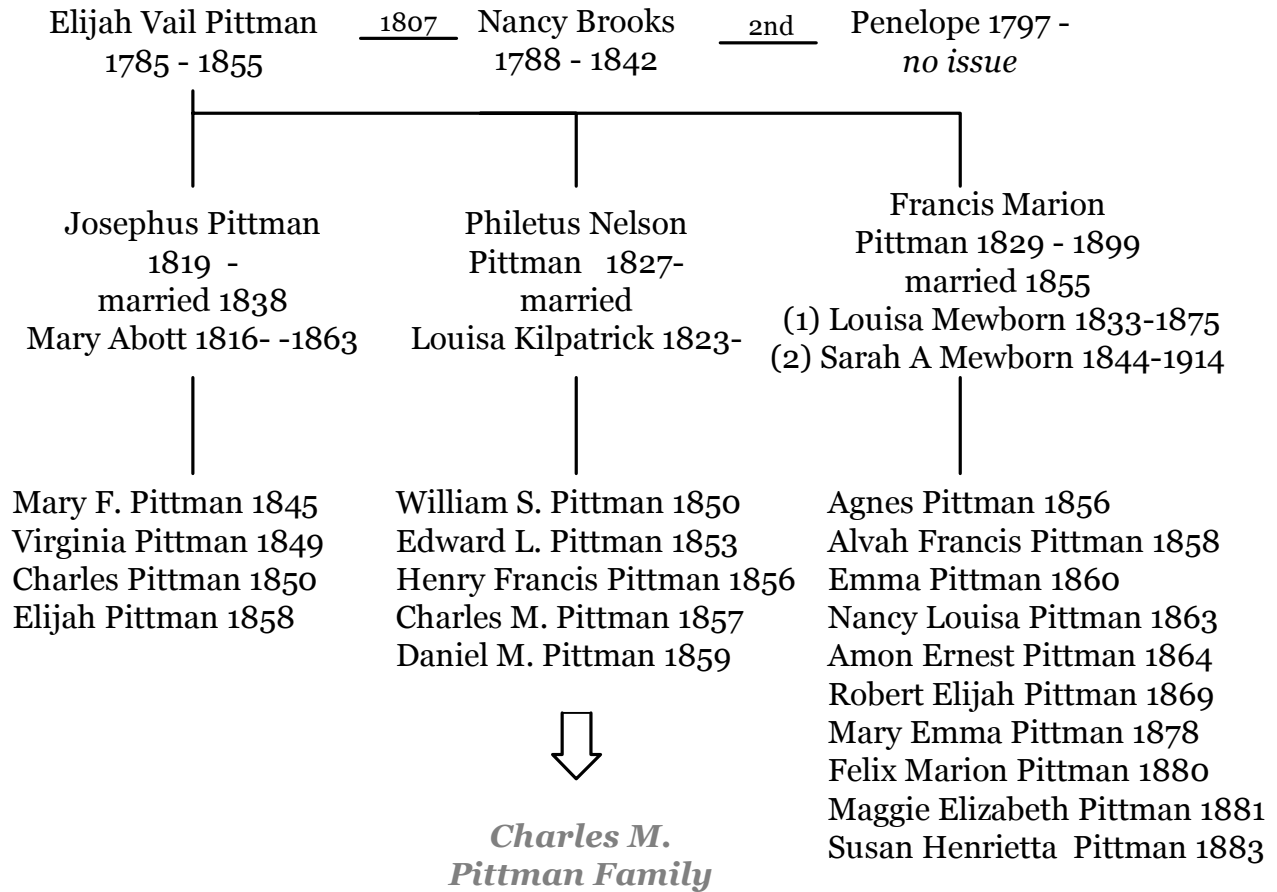 Elijah Vail Pittman
1785 - 1855
1807
Nancy Brooks
1788 - 1842
2nd
Penelope 1797 -
no issue
Josephus Pittman
1819 -
married 1838
Mary Abott 1816- -1863
Philetus Nelson
Pittman 1827-
married
Louisa Kilpatrick 1823-
Francis Marion
Pittman 1829 - 1899
married 1855
(1) Louisa Mewborn 1833-1875
(2) Sarah A Mewborn 1844-1914
Mary F. Pittman 1845
Virginia Pittman 1849
Charles Pittman 1850
Elijah Pittman 1858
William S. Pittman 1850
Edward L. Pittman 1853
Henry Francis Pittman 1856
Charles M. Pittman 1857
Daniel M. Pittman 1859
Charles M.
Pittman Family
Agnes Pittman 1856
Alvah Francis Pittman 1858
Emma Pittman 1860
Nancy Louisa Pittman 1863
Amon Ernest Pittman 1864
Robert Elijah Pittman 1869
Mary Emma Pittman 1878
Felix Marion Pittman 1880
Maggie Elizabeth Pittman 1881
Susan Henrietta Pittman 1883